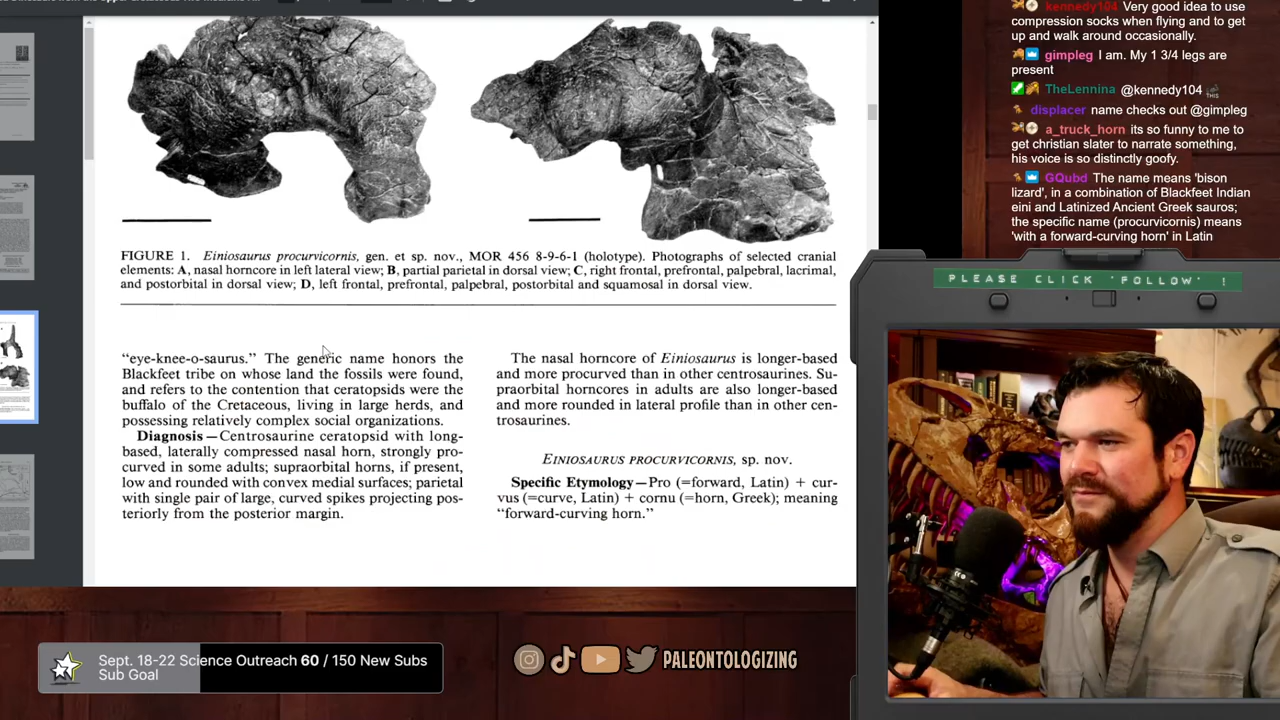 FIGURE 1. Einiosaurus procurvicornis, gen. et sp. nov., MOR 456 8-9-6-1 (holotype). Photographs of selected cranial
elements: A, nasal horncore in left lateral view; B, partial parietal in dorsal view; C, right frontal, prefrontal, palpebral, lacrimal,
and postorbital in dorsal view; D, left frontal, prefrontal, palpebral, postorbital and squamosal in dorsal view.
“eye-knee-o-saurus.” The generic name honors the
Blackfeet tribe on whose land the fossils were found,
and refers to the contention that ceratopsids were the
buffalo of the Cretaceous, living in large herds, and
possessing relatively complex social organizations.
Diagnosis—Centrosaurine ceratopsid with long-
based, laterally compressed nasal horn, strongly pro-
curved in some adults; supraorbital horns, if present,
low and rounded with convex medial surfaces; parietal
with single pair of large, curved spikes projecting pos-
teriorly from the posterior margin.
The nasal horncore of Einiosaurus is longer-based
and more procurved than in other centrosaurines. Su-
praorbital horncores in adults are also longer-based
and more rounded in lateral profile than in other cen-
trosaurines.
EINIOSAURUS PROCURVICORNIS, sp. nov.
Specific Etymology—Pro (=forward, Latin) + cur-
vus (=curve, Latin) + cornu (=horn, Greek); meaning
“forward-curving horn.”
kennedy104 Very good idea to use
compression socks when flying and to get
up and walk around occasionally.
gimpleg I am. My 1 3/4 legs are
present
TheLennina @kennedy104 THIS
displacer name checks out @gimpleg
a_truck_horn its so funny to me to
get christian slater to narrate something,
his voice is so distinctly goofy.
GQubd The name means 'bison
lizard', in a combination of Blackfeet Indian
eini and Latinized Ancient Greek sauros;
the specific name (procurvicornis) means
'with a forward-curving horn' in Latin
PLEASE CLICK 'FOLLOW' !
Sept. 18-22 Science Outreach 60 / 150 New Subs
Sub Goal
PALEONTOLOGIZING